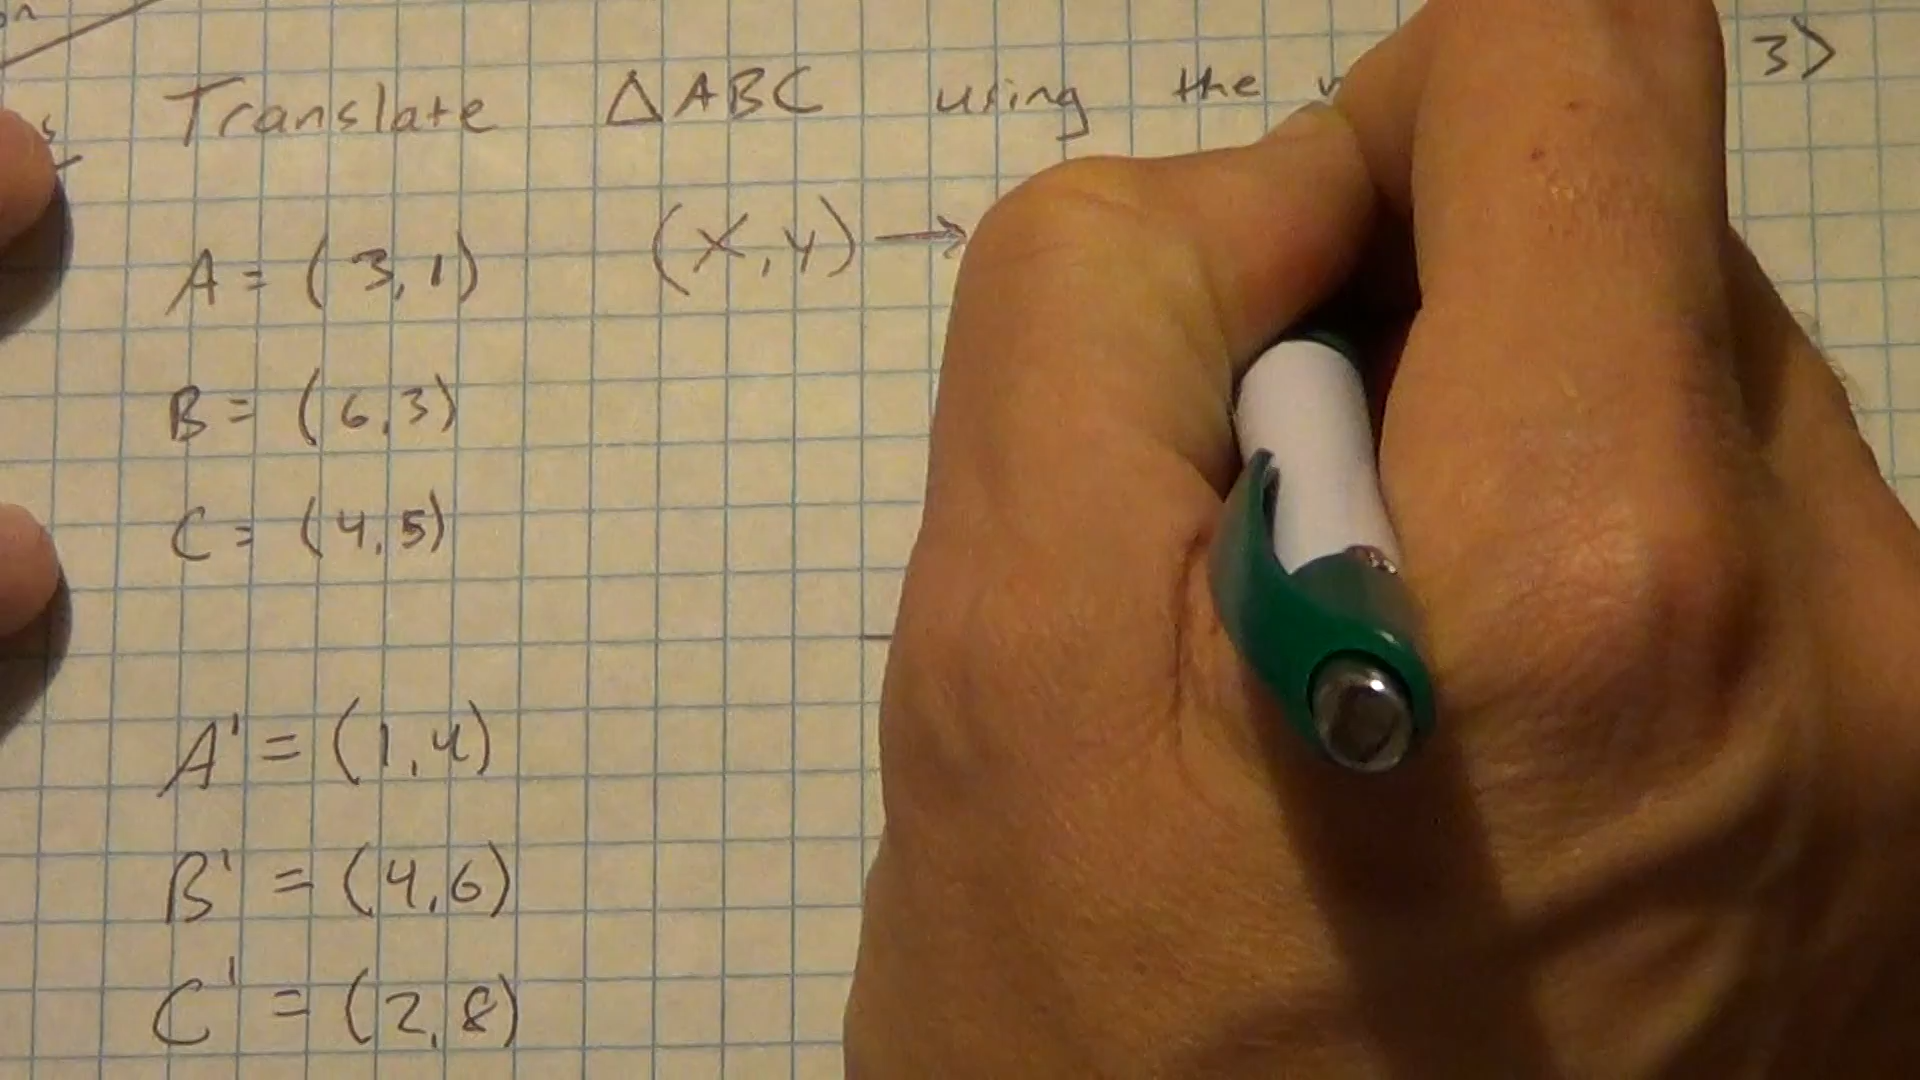 Translate △ABC using the 3>
A = (3,1) (x,y) →
B = (6,3)
C = (4,5)
A' = (1,4)
B' = (4,6)
C' = (2,8)